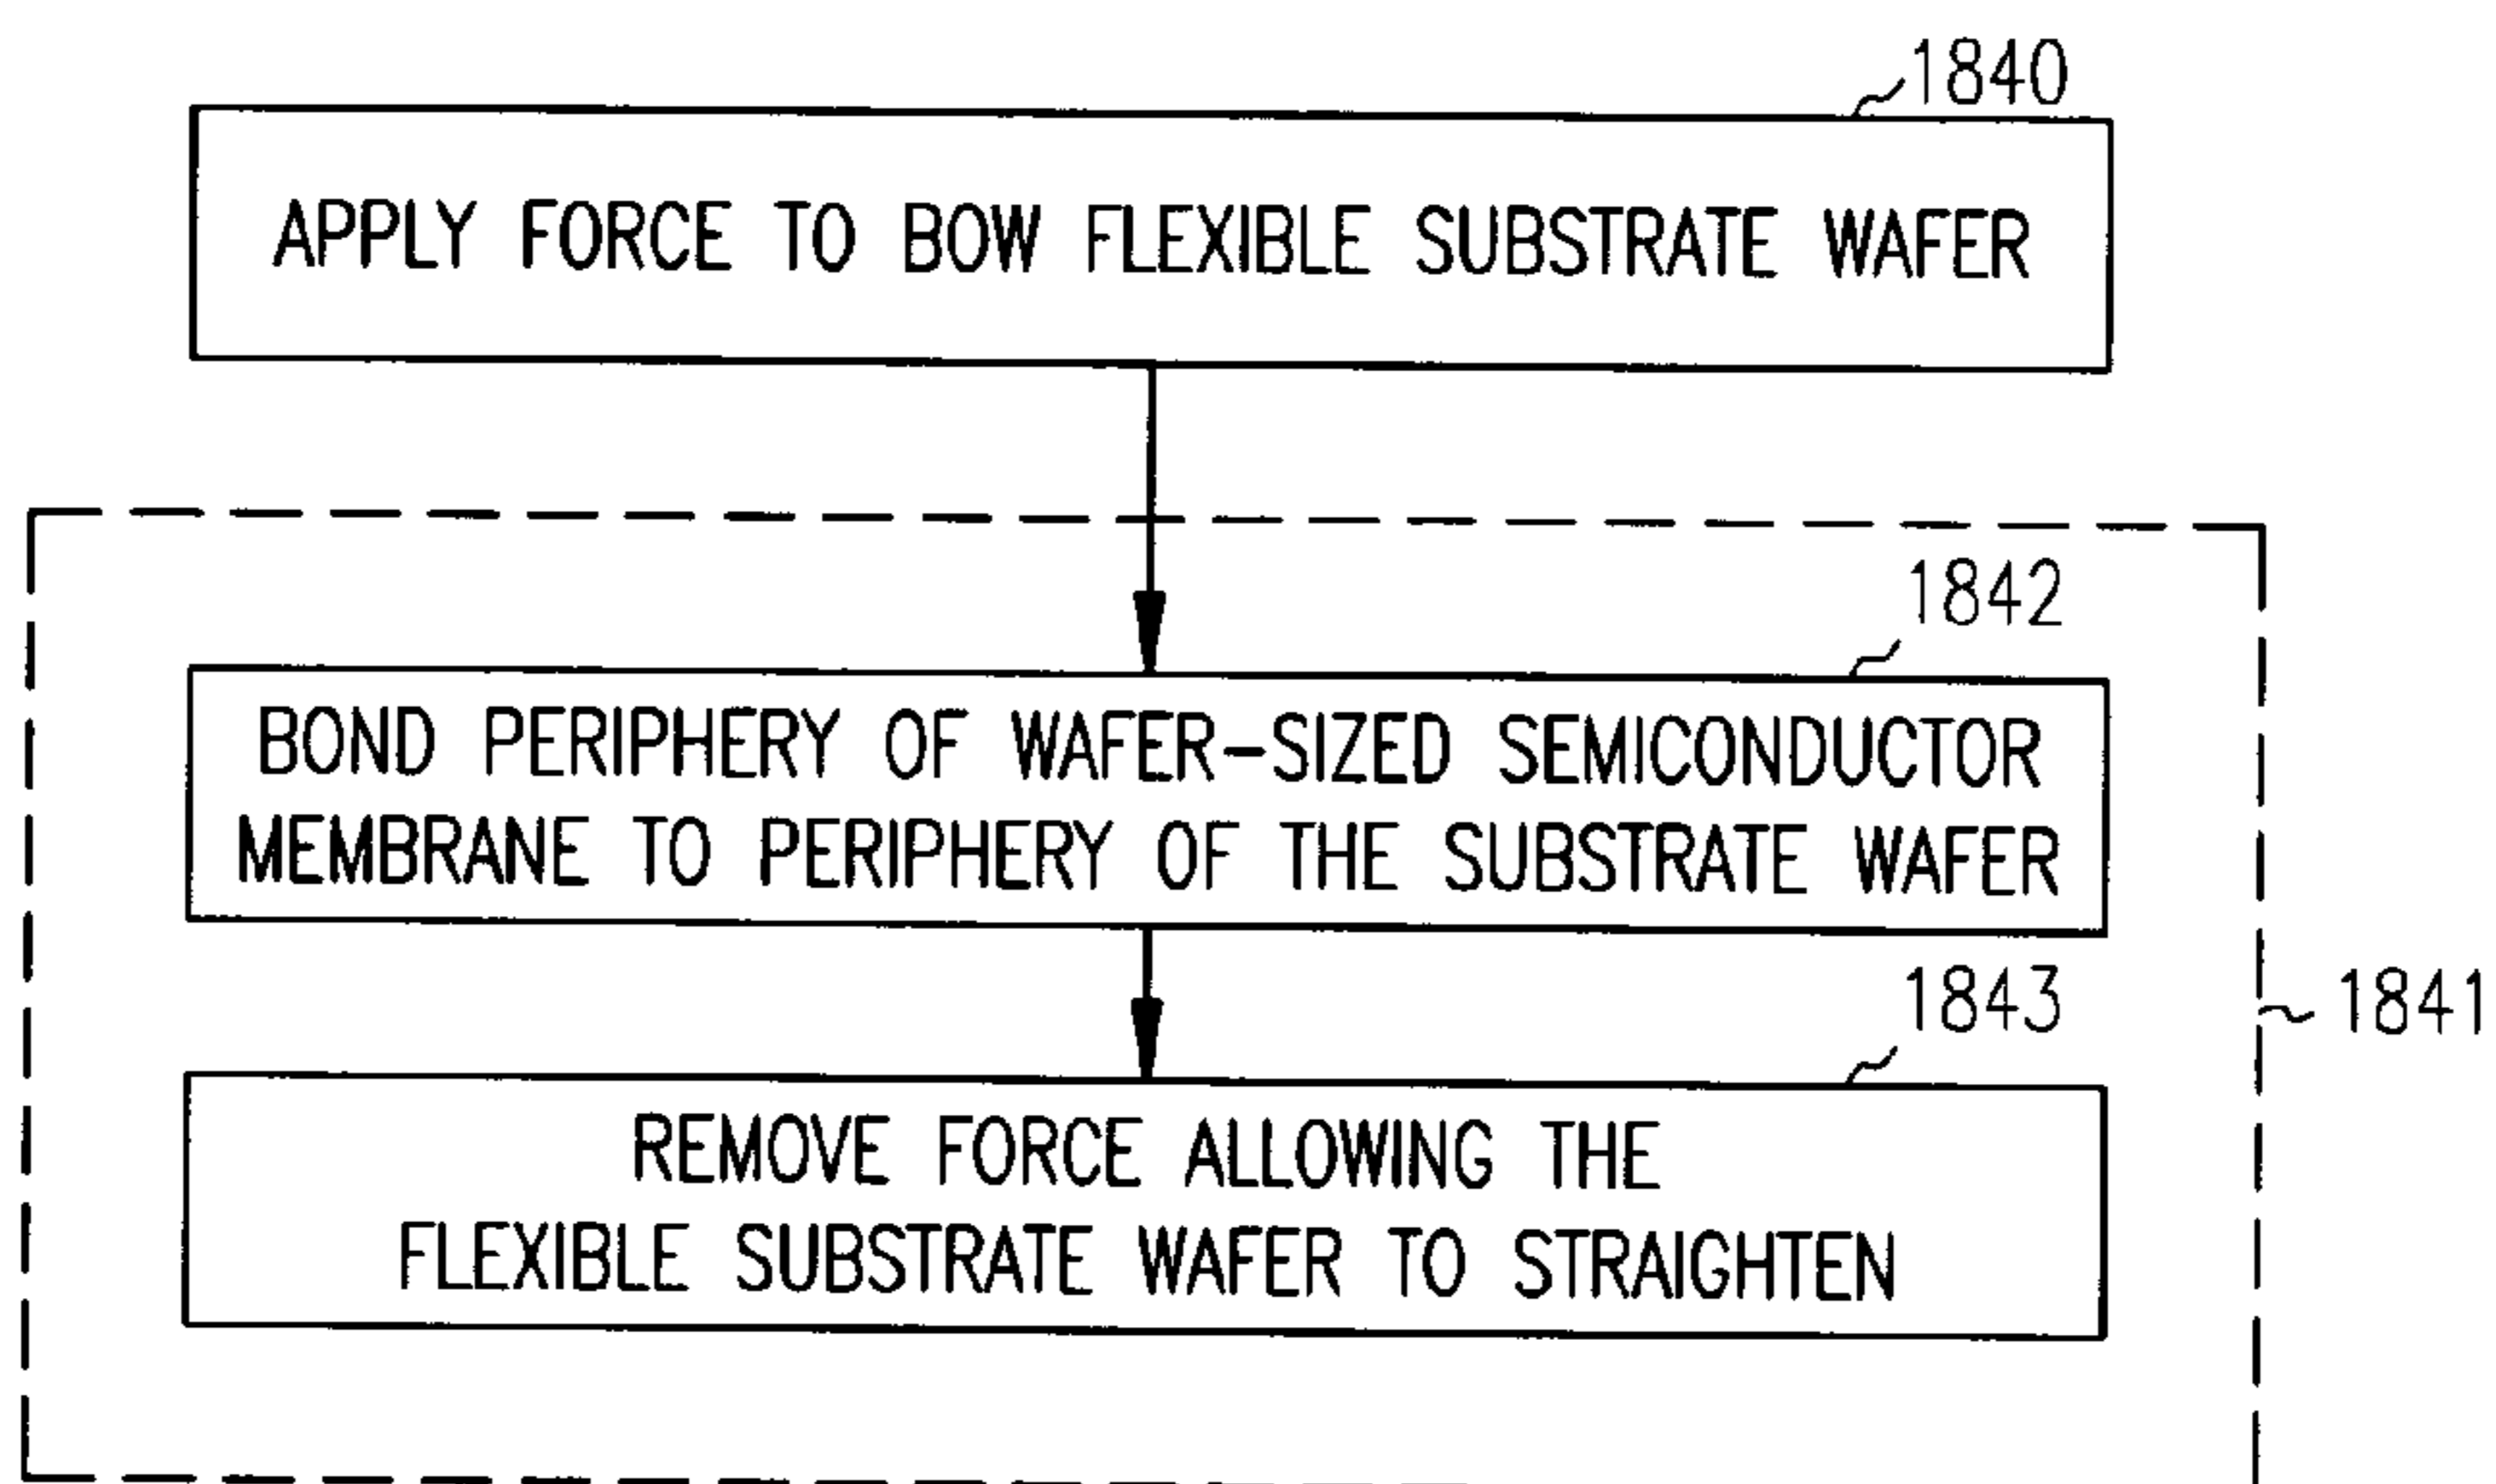 1840
APPLY FORCE TO BOW FLEXIBLE SUBSTRATE WAFER
1842
BOND PERIPHERY OF WAFER-SIZED SEMICONDUCTOR
MEMBRANE TO PERIPHERY OF THE SUBSTRATE WAFER
1843
1841
REMOVE FORCE ALLOWING THE
FLEXIBLE SUBSTRATE WAFER TO STRAIGHTEN